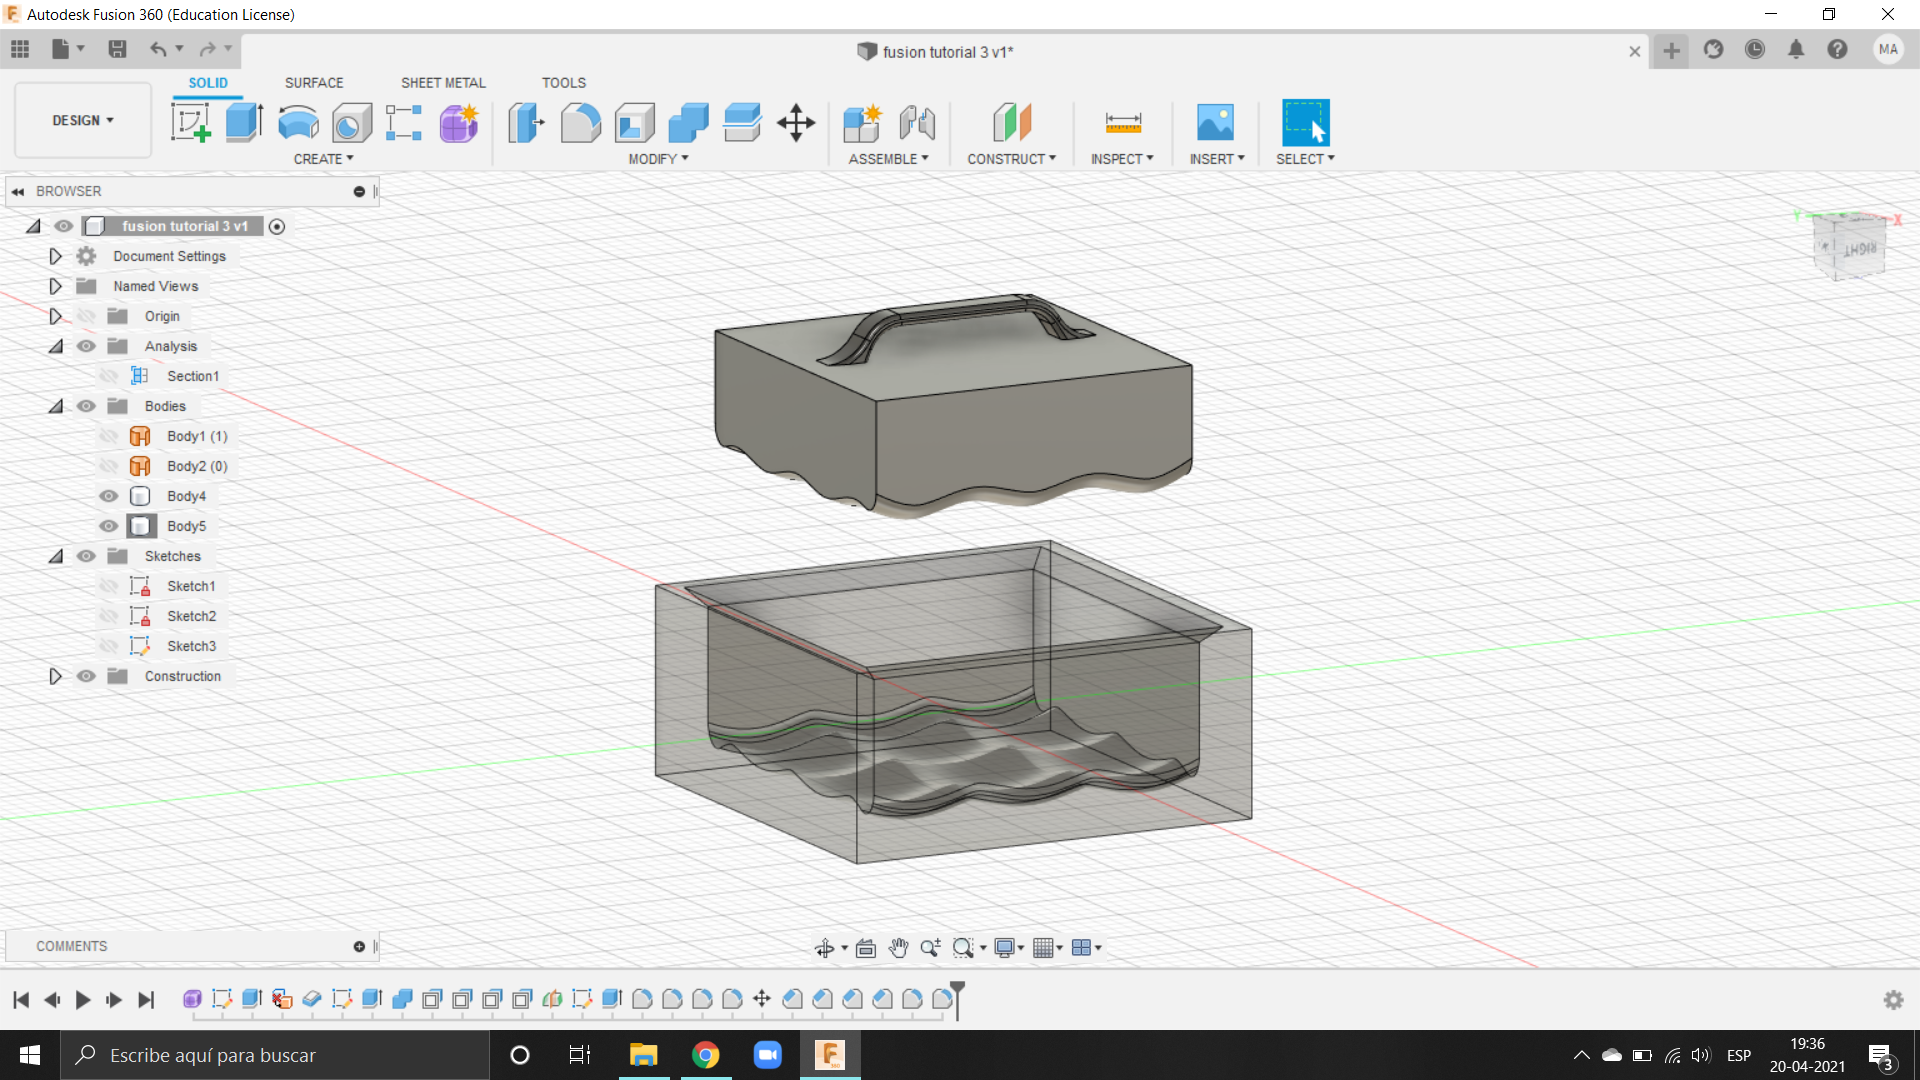 Autodesk Fusion 360 (Education License)
fusion tutorial 3 v1*
MA
SOLID SURFACE SHEET METAL TOOLS
DESIGN
CREATE MODIFY ASSEMBLE CONSTRUCT INSPECT INSERT SELECT
BROWSER
fusion tutorial 3 v1
Document Settings
Named Views
Origin
Analysis
Section1
Bodies
Body1 (1)
Body2 (0)
Body4
Body5
Sketches
Sketch1
Sketch2
Sketch3
Construction
Y
X
RIGHT
COMMENTS
Escribe aquí para buscar
ESP
19:36
20-04-2021
3